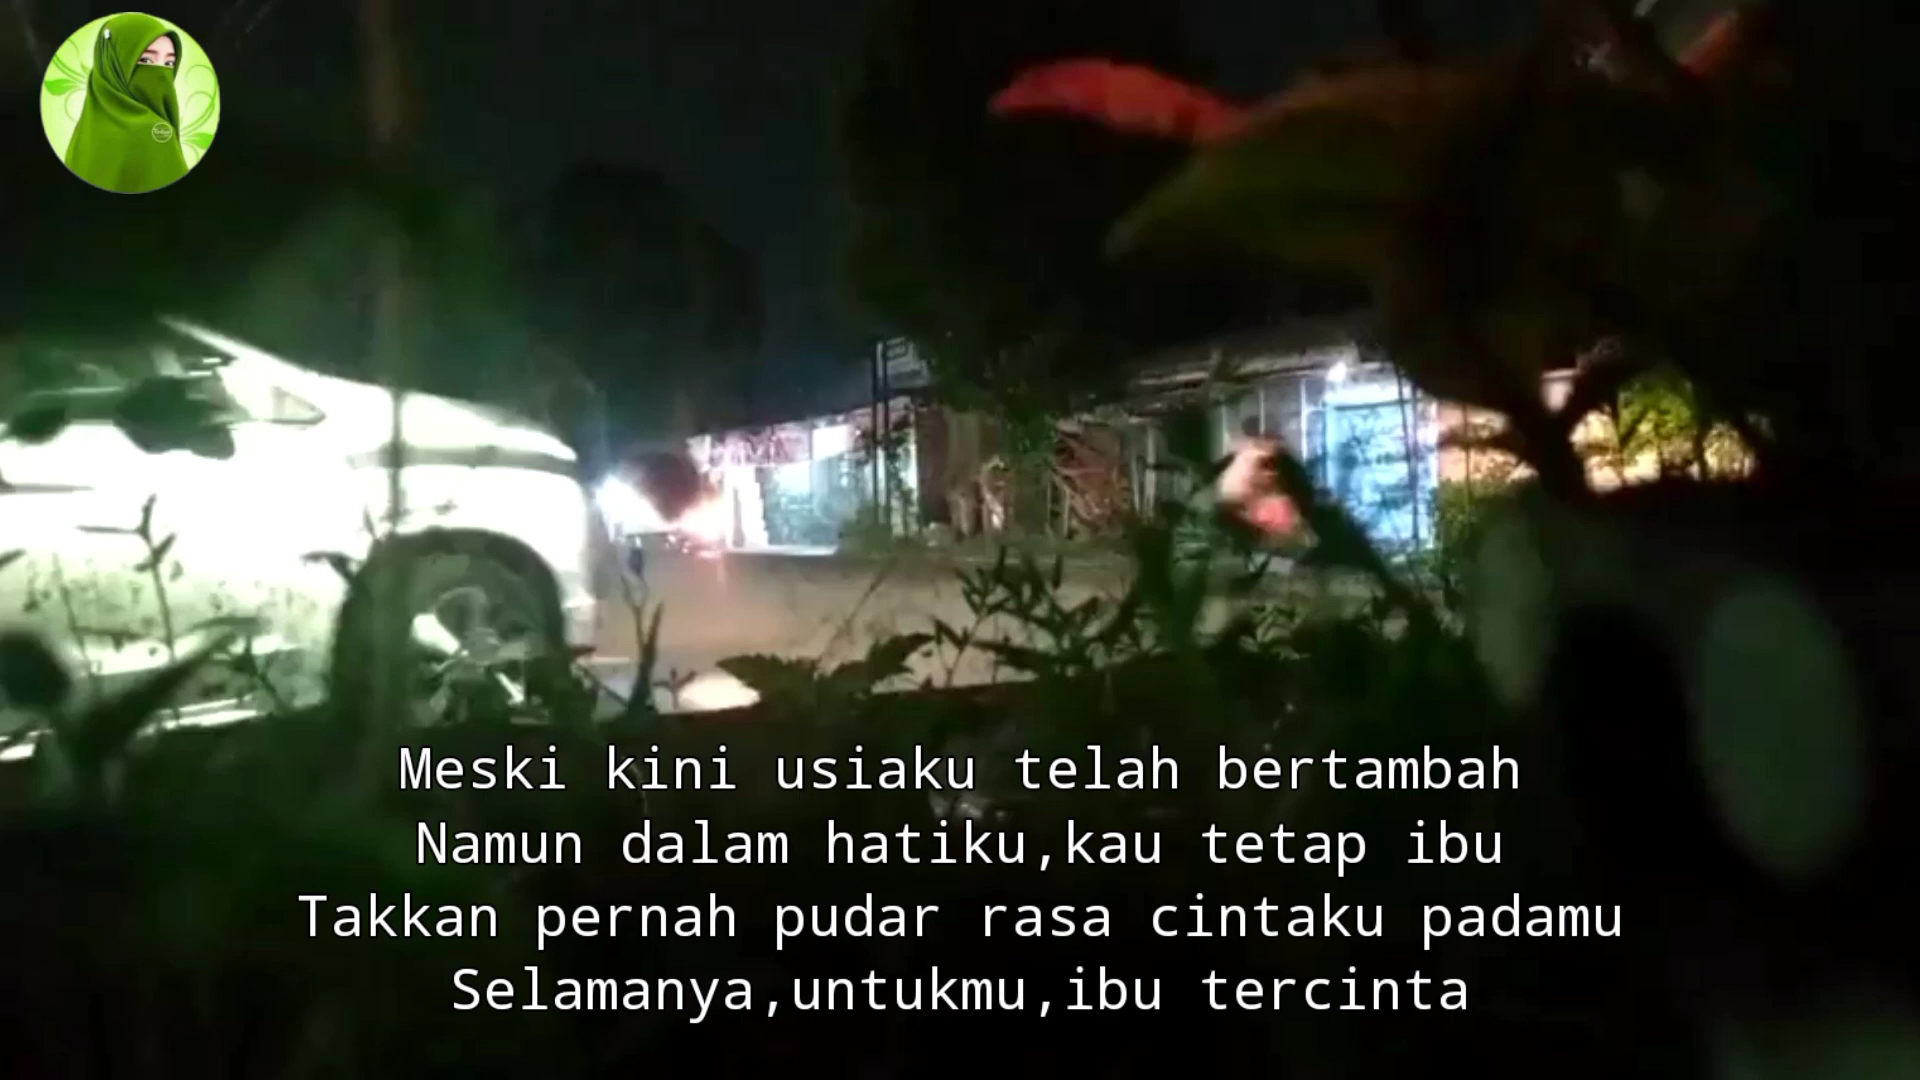 Meski kini usiaku telah bertambah
Namun dalam hatiku,kau tetap ibu
Takkan pernah pudar rasa cintaku padamu
Selamanya,untukmu,ibu tercinta